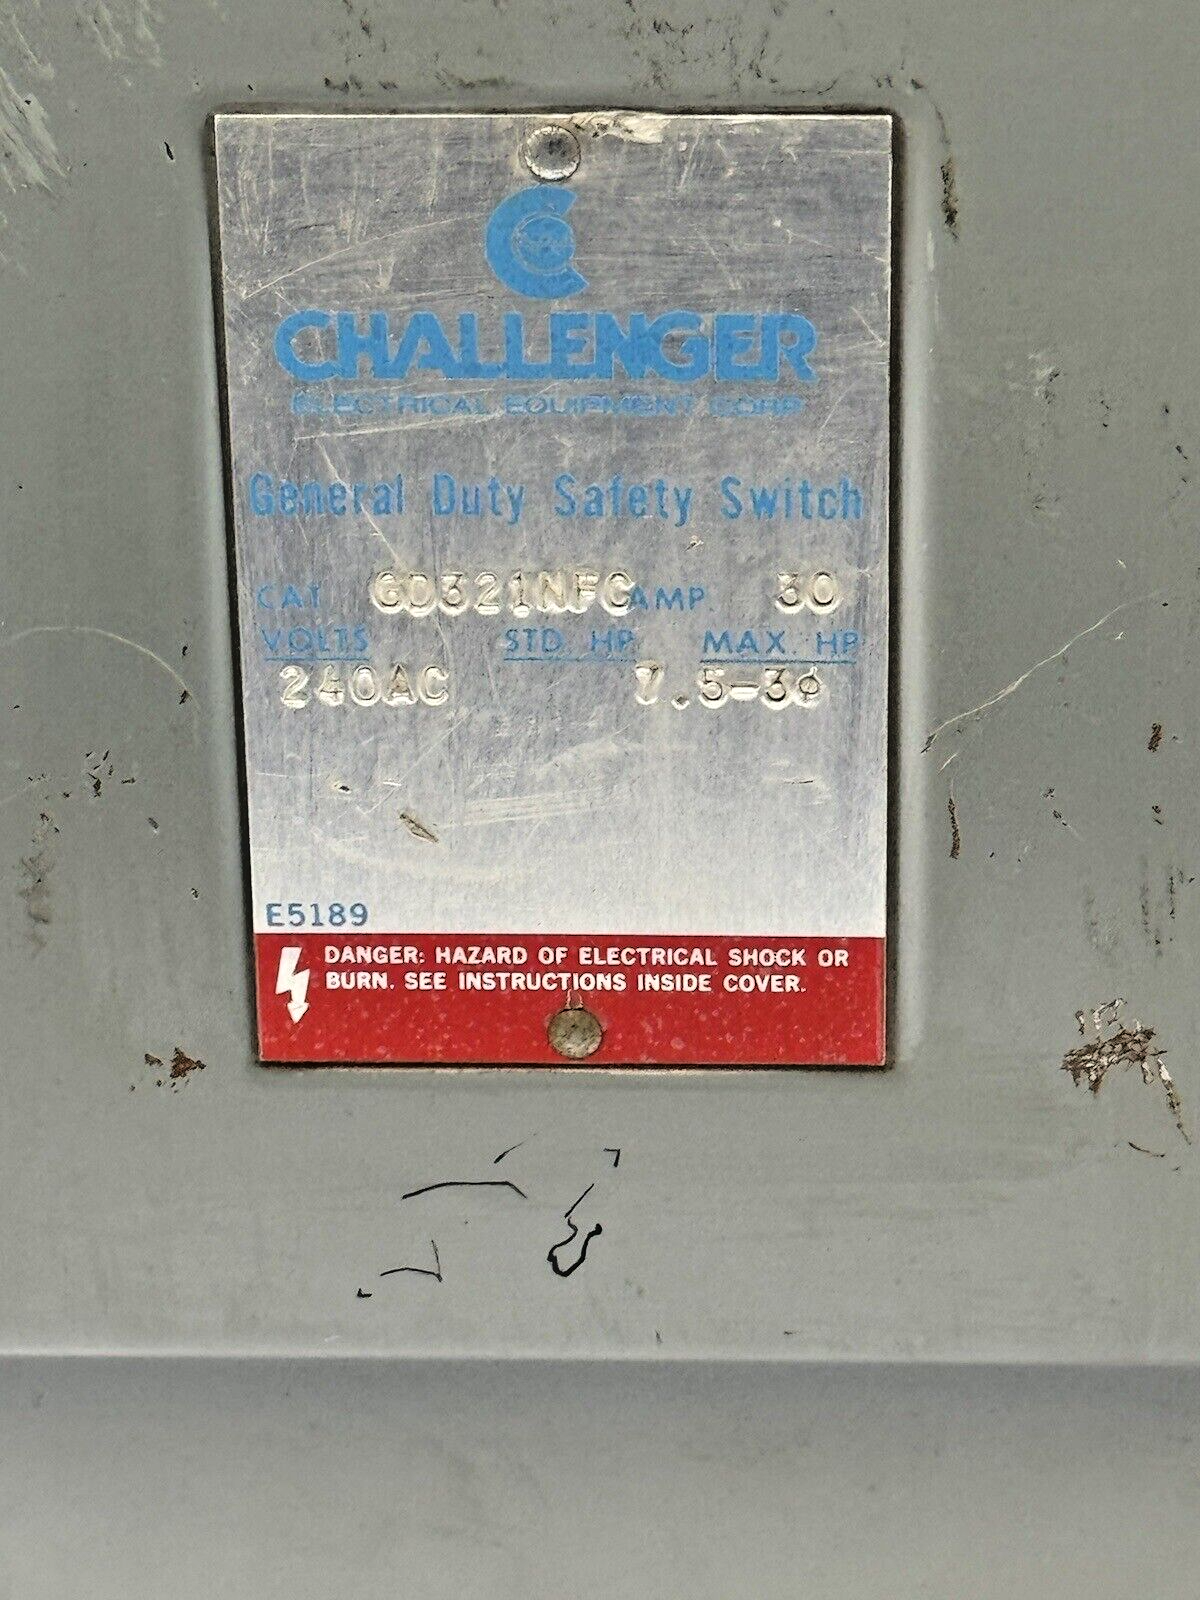 CHALLENGER
ELECTRICAL EQUIPMENT CORP
General Duty Safety Switch
CAT. GD321NFC AMP. 30
VOLTS STD. HP. MAX. HP.
240AC 7.5-3ϕ
E5189
DANGER: HAZARD OF ELECTRICAL SHOCK OR
BURN. SEE INSTRUCTIONS INSIDE COVER.